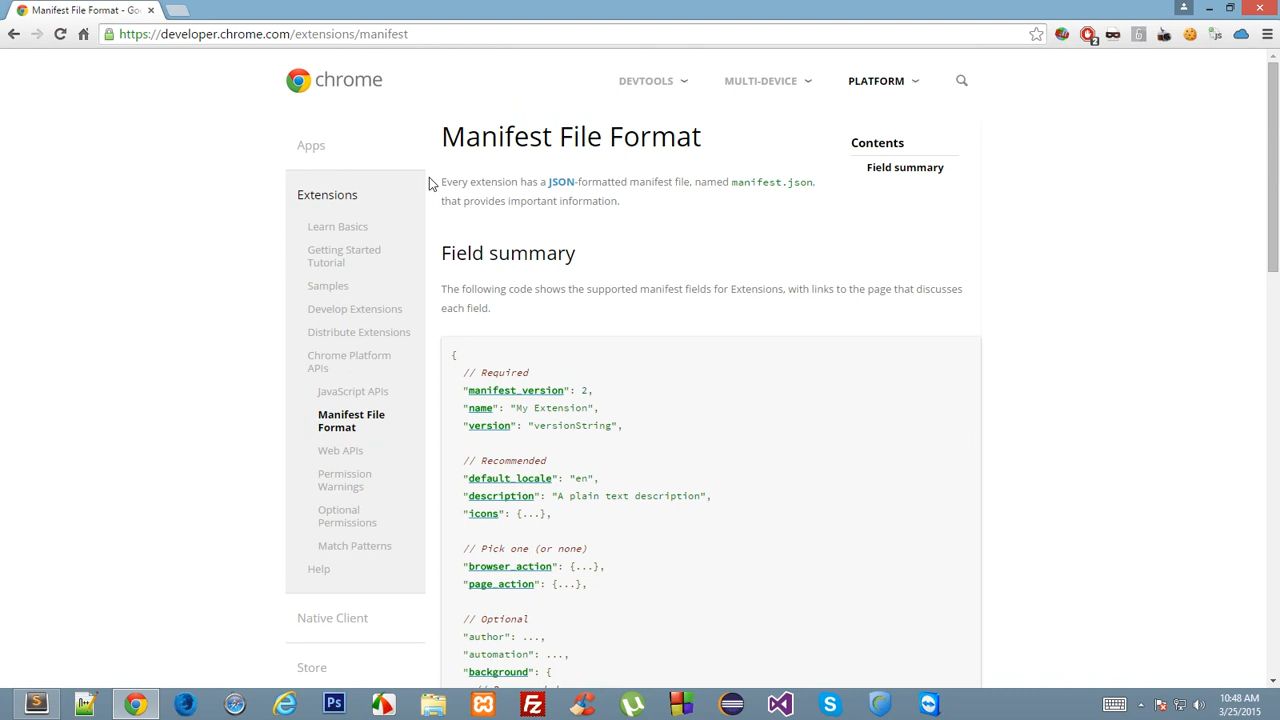 Manifest File Format - Goo
https://developer.chrome.com/extensions/manifest
2
chrome
DEVTOOLS
MULTI-DEVICE
PLATFORM
Apps
Extensions
Learn Basics
Getting Started
Tutorial
Samples
Develop Extensions
Distribute Extensions
Chrome Platform
APIs
JavaScript APIs
Manifest File
Format
Web APIs
Permission
Warnings
Optional
Permissions
Match Patterns
Help
Native Client
Store
Manifest File Format
Every extension has a JSON-formatted manifest file, named manifest.json,
that provides important information.
Field summary
The following code shows the supported manifest fields for Extensions, with links to the page that discusses
each field.
{
// Required
"manifest_version": 2,
"name": "My Extension",
"version": "versionString",
// Recommended
"default_locale": "en",
"description": "A plain text description",
"icons": {...},
// Pick one (or none)
"browser_action": {...},
"page_action": {...},
// Optional
"author": ...,
"automation": ...,
"background": {
Contents
Field summary
10:48 AM
3/25/2015